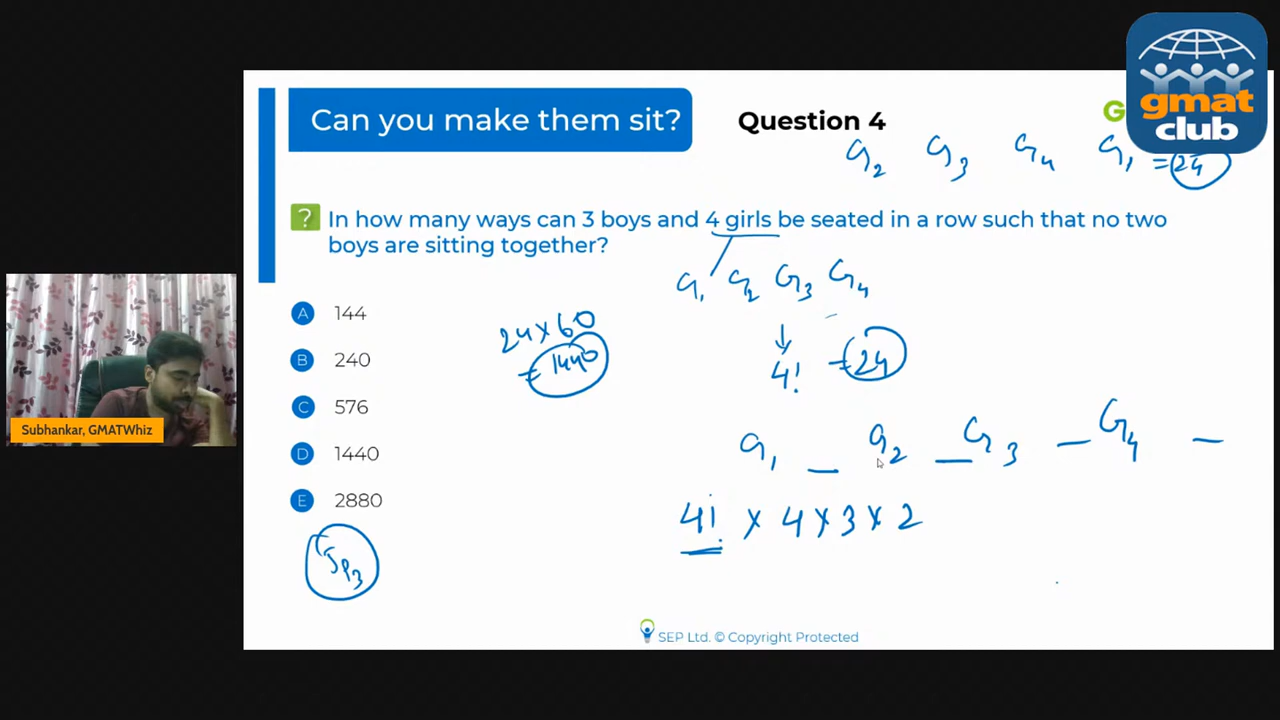 gmat club
Can you make them sit?
Question 4
G
G2 G3 G4 G1 = 24
In how many ways can 3 boys and 4 girls be seated in a row such that no two
boys are sitting together?
G1 G2 G3 G4
A 144
B 240
C 576
D 1440
E 2880
24 x 60
= 1440
4! = 24
G1 _ G2 _ G3 _ G4 _
4! x 4 x 3 x 2
5P3
Subhankar, GMATWhiz
SEP Ltd. © Copyright Protected